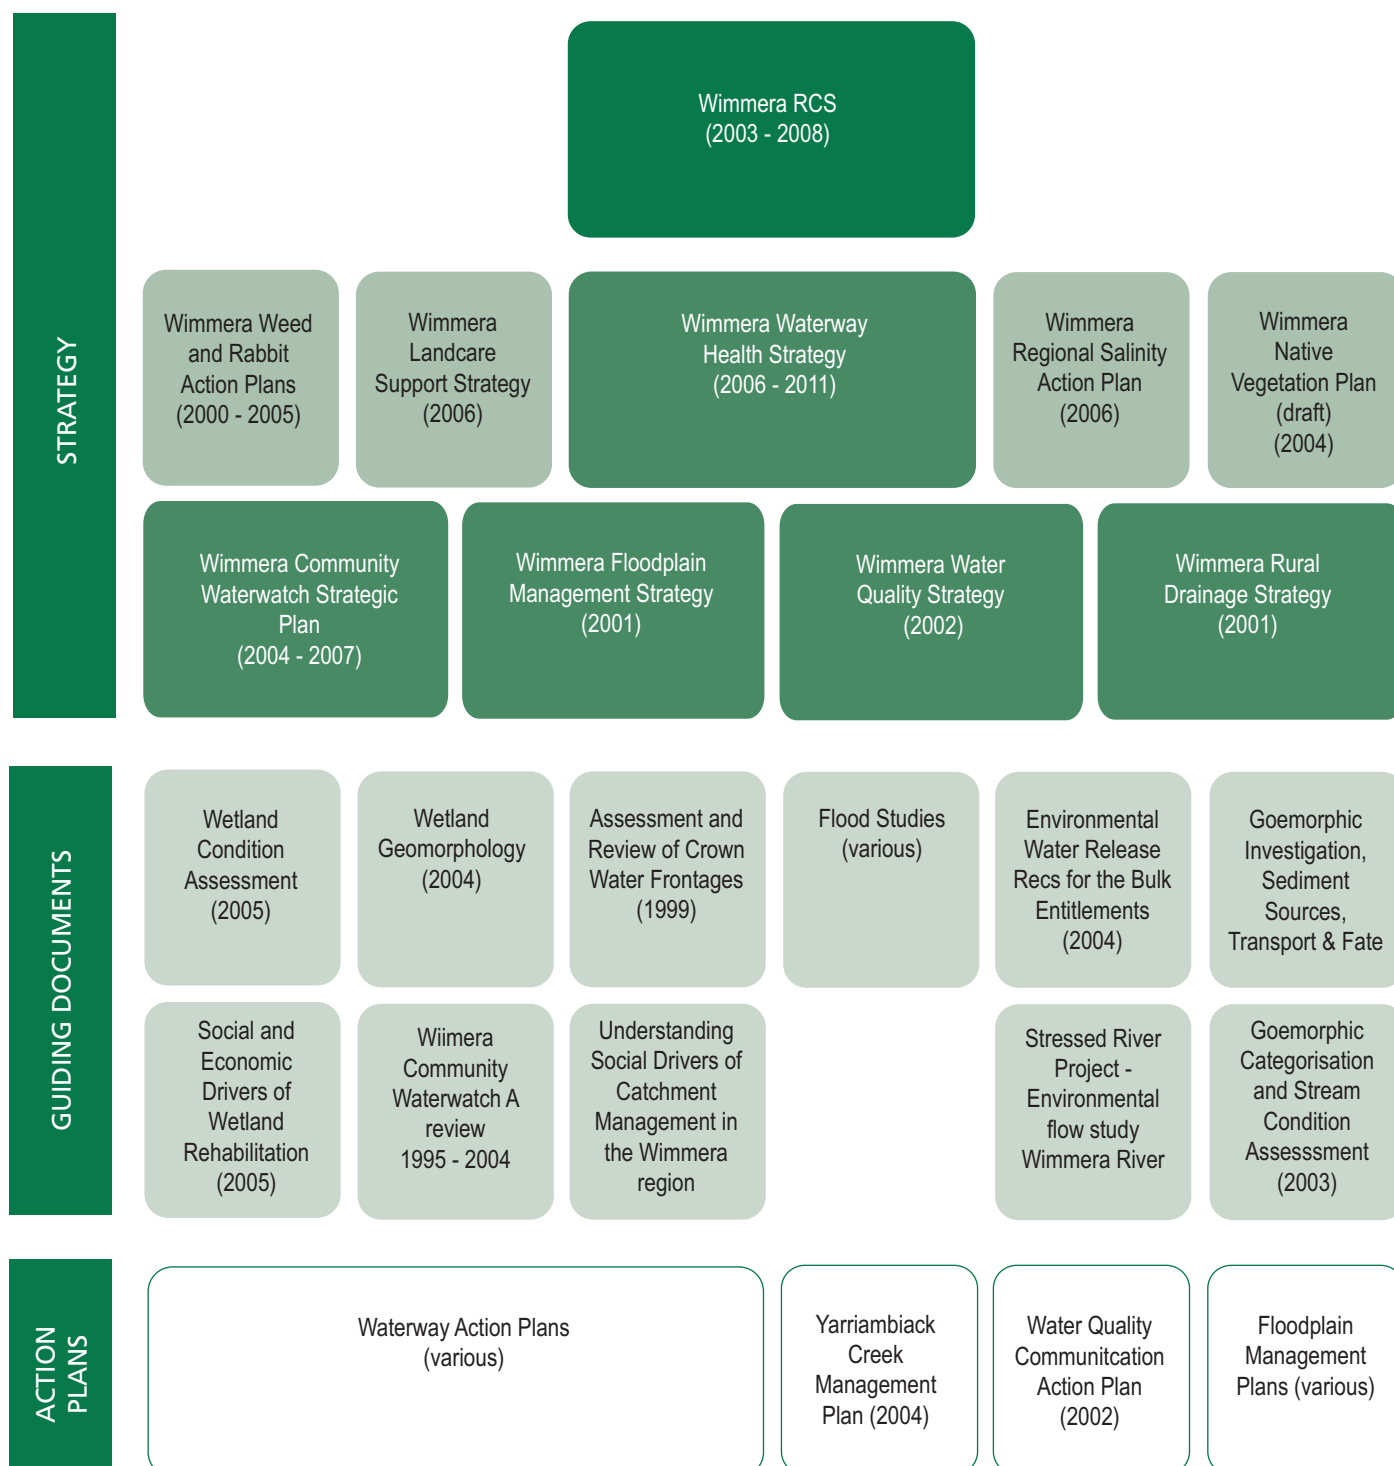 STRATEGY
Wimmera RCS
(2003 - 2008)
Wimmera Weed
and Rabbit
Action Plans
(2000 - 2005)
Wimmera
Landcare
Support Strategy
(2006)
Wimmera Waterway
Health Strategy
(2006 - 2011)
Wimmera
Regional Salinity
Action Plan
(2006)
Wimmera
Native
Vegetation Plan
(draft)
(2004)
Wimmera Community
Waterwatch Strategic
Plan
(2004 - 2007)
Wimmera Floodplain
Management Strategy
(2001)
Wimmera Water
Quality Strategy
(2002)
Wimmera Rural
Drainage Strategy
(2001)
GUIDING DOCUMENTS
Wetland
Condition
Assessment
(2005)
Wetland
Geomorphology
(2004)
Assessment and
Review of Crown
Water Frontages
(1999)
Flood Studies
(various)
Environmental
Water Release
Recs for the Bulk
Entitlements
(2004)
Goemorphic
Investigation,
Sediment
Sources,
Transport & Fate
Social and
Economic
Drivers of
Wetland
Rehabilitation
(2005)
Wiimera
Community
Waterwatch A
review
1995 - 2004
Understanding
Social Drivers of
Catchment
Management in
the Wimmera
region
Stressed River
Project -
Environmental
flow study
Wimmera River
Goemorphic
Categorisation
and Stream
Condition
Assesssment
(2003)
ACTION
PLANS
Waterway Action Plans
(various)
Yarriambiack
Creek
Management
Plan (2004)
Water Quality
Communitcation
Action Plan
(2002)
Floodplain
Management
Plans (various)